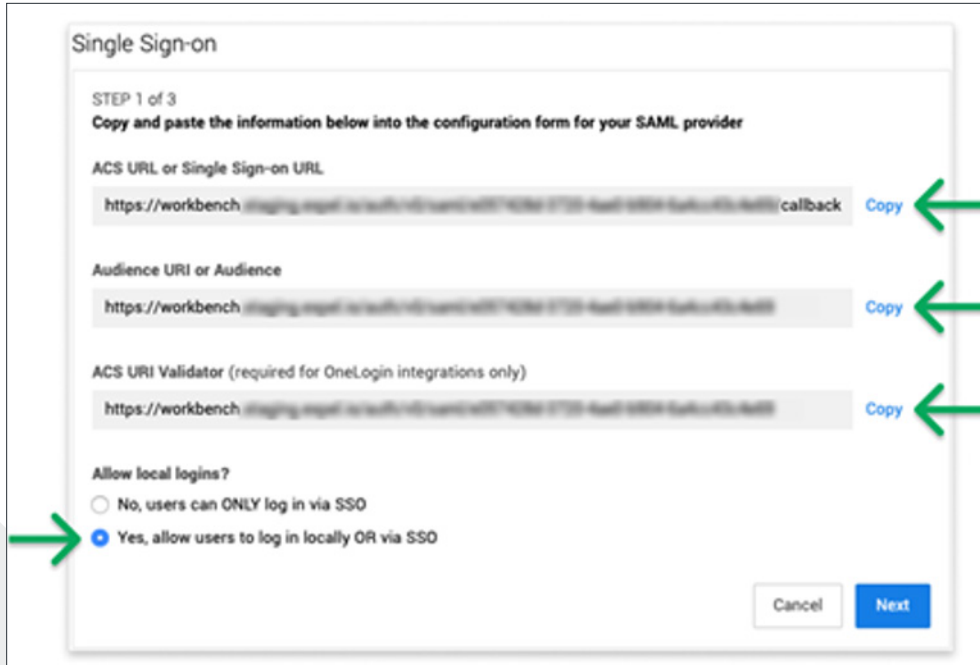 Single Sign-on
STEP 1 of 3
Copy and paste the information below into the configuration form for your SAML provider
ACS URL or Single Sign-on URL
https://workbench /callback Copy
Audience URI or Audience
https://workbench Copy
ACS URI Validator (required for OneLogin integrations only)
https://workbench Copy
Allow local logins?
No, users can ONLY log in via SSO
Yes, allow users to log in locally OR via SSO
Cancel Next